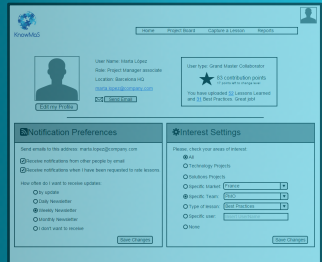 KnowMaS
Home Project Board Capture a Lesson Reports
User Name: Marta Lopez
Role: Project Manager associate
Location: Barcelona HQ
marta.lopez@company.com
Send Email
Edit my Profile
User type: Grand Master Collaborator
83 contribution points
You have uploaded Lessons Learned
and Best Practices. Great job!
Notification Preferences
Send emails to this address: marta.lopez@company.com
Receive notifications from other people by email
Receive notifications when I have been requested to rate lessons
How often do I want to receive updates:
by update
Daily Newsletter
Weekly Newsletter
Monthly Newsletter
I don't want to receive
Save Changes
Interest Settings
Please, check your areas of interest:
All
Technology Projects
Solutions Projects
Specific Market: France
Specific Team:
Type of lesson: Best Practices
Specific user:
None
Save Changes